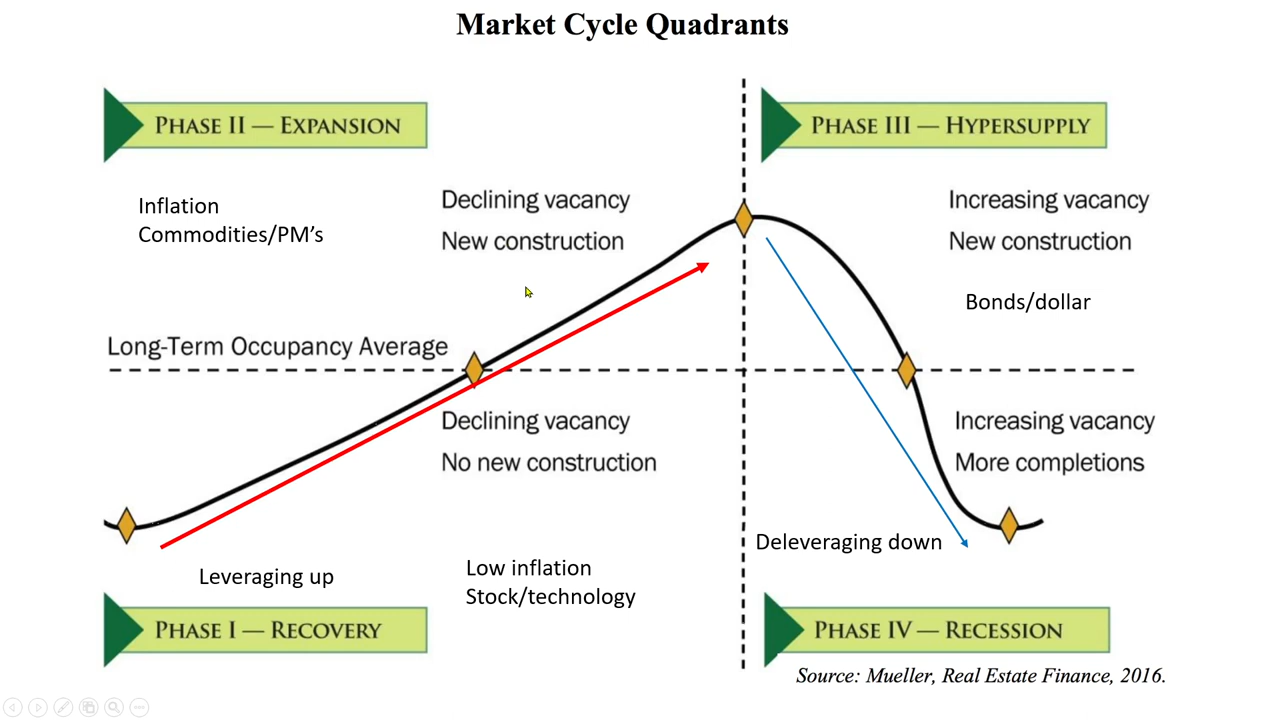 Market Cycle Quadrants
PHASE II — EXPANSION
PHASE III — HYPERSUPPLY
Inflation
Commodities/PM’s
Declining vacancy
New construction
Increasing vacancy
New construction
Bonds/dollar
Long-Term Occupancy Average
Declining vacancy
No new construction
Increasing vacancy
More completions
Deleveraging down
Leveraging up
Low inflation
Stock/technology
PHASE I — RECOVERY
PHASE IV — RECESSION
Source: Mueller, Real Estate Finance, 2016.